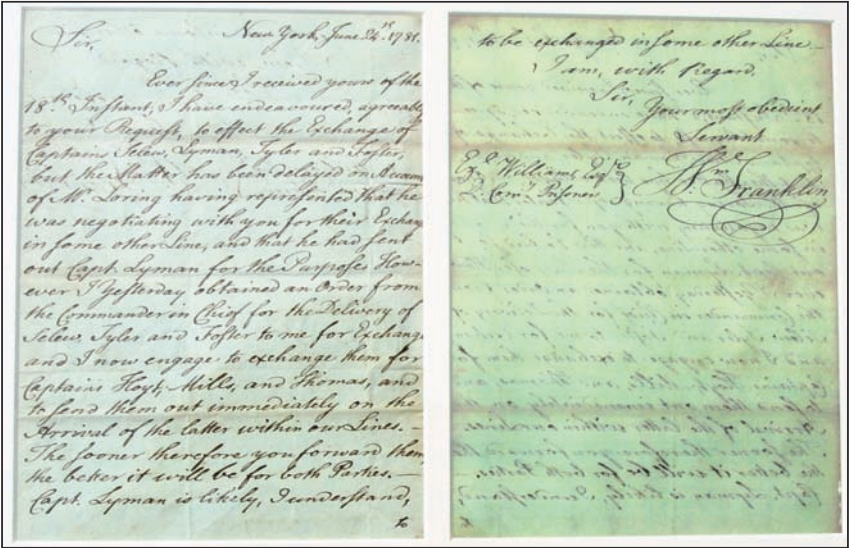 New York, June 24.th 1781.
Sir,
Ever since I received yours of the
18th Instant, I have endeavoured, agreeably
to your Request, to effect the Exchange of
Captains Selew, Lyman, Tyler and Foster,
but the Matter has been delayed on Account
of Mr. Loring having represented that he
was negotiating with you for their Exchange
in some other Line, and that he had sent
out Capt. Lyman for the Purpose. How-
ever I Yesterday obtained an Order from
the Commander in Chief for the Delivery of
Selew, Tyler and Foster to me for Exchange
and I now engage to exchange them for
Captains Hoyt, Mills, and Thomas, and
to send them out immediately on the
Arrival of the latter within our Lines. –
The sooner therefore you forward them
the better it will be for both Parties. –
Capt. Lyman is likely, I understand,
to
to be exchanged in some other Line. –
I am, with Regard.
Sir,
Your most obedient
Servant
Wm. Franklin
Williams Esqr.
D. Comy. Prisoners